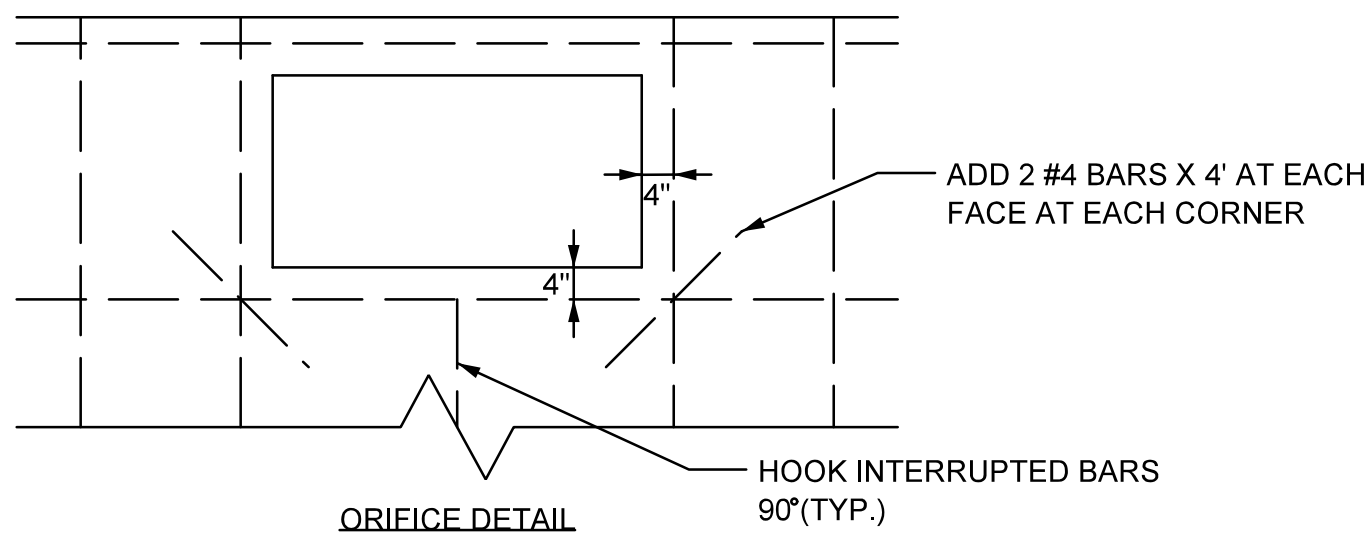 ADD 2 #4 BARS X 4' AT EACH
FACE AT EACH CORNER
4"
4"
HOOK INTERRUPTED BARS
90°(TYP.)
ORIFICE DETAIL